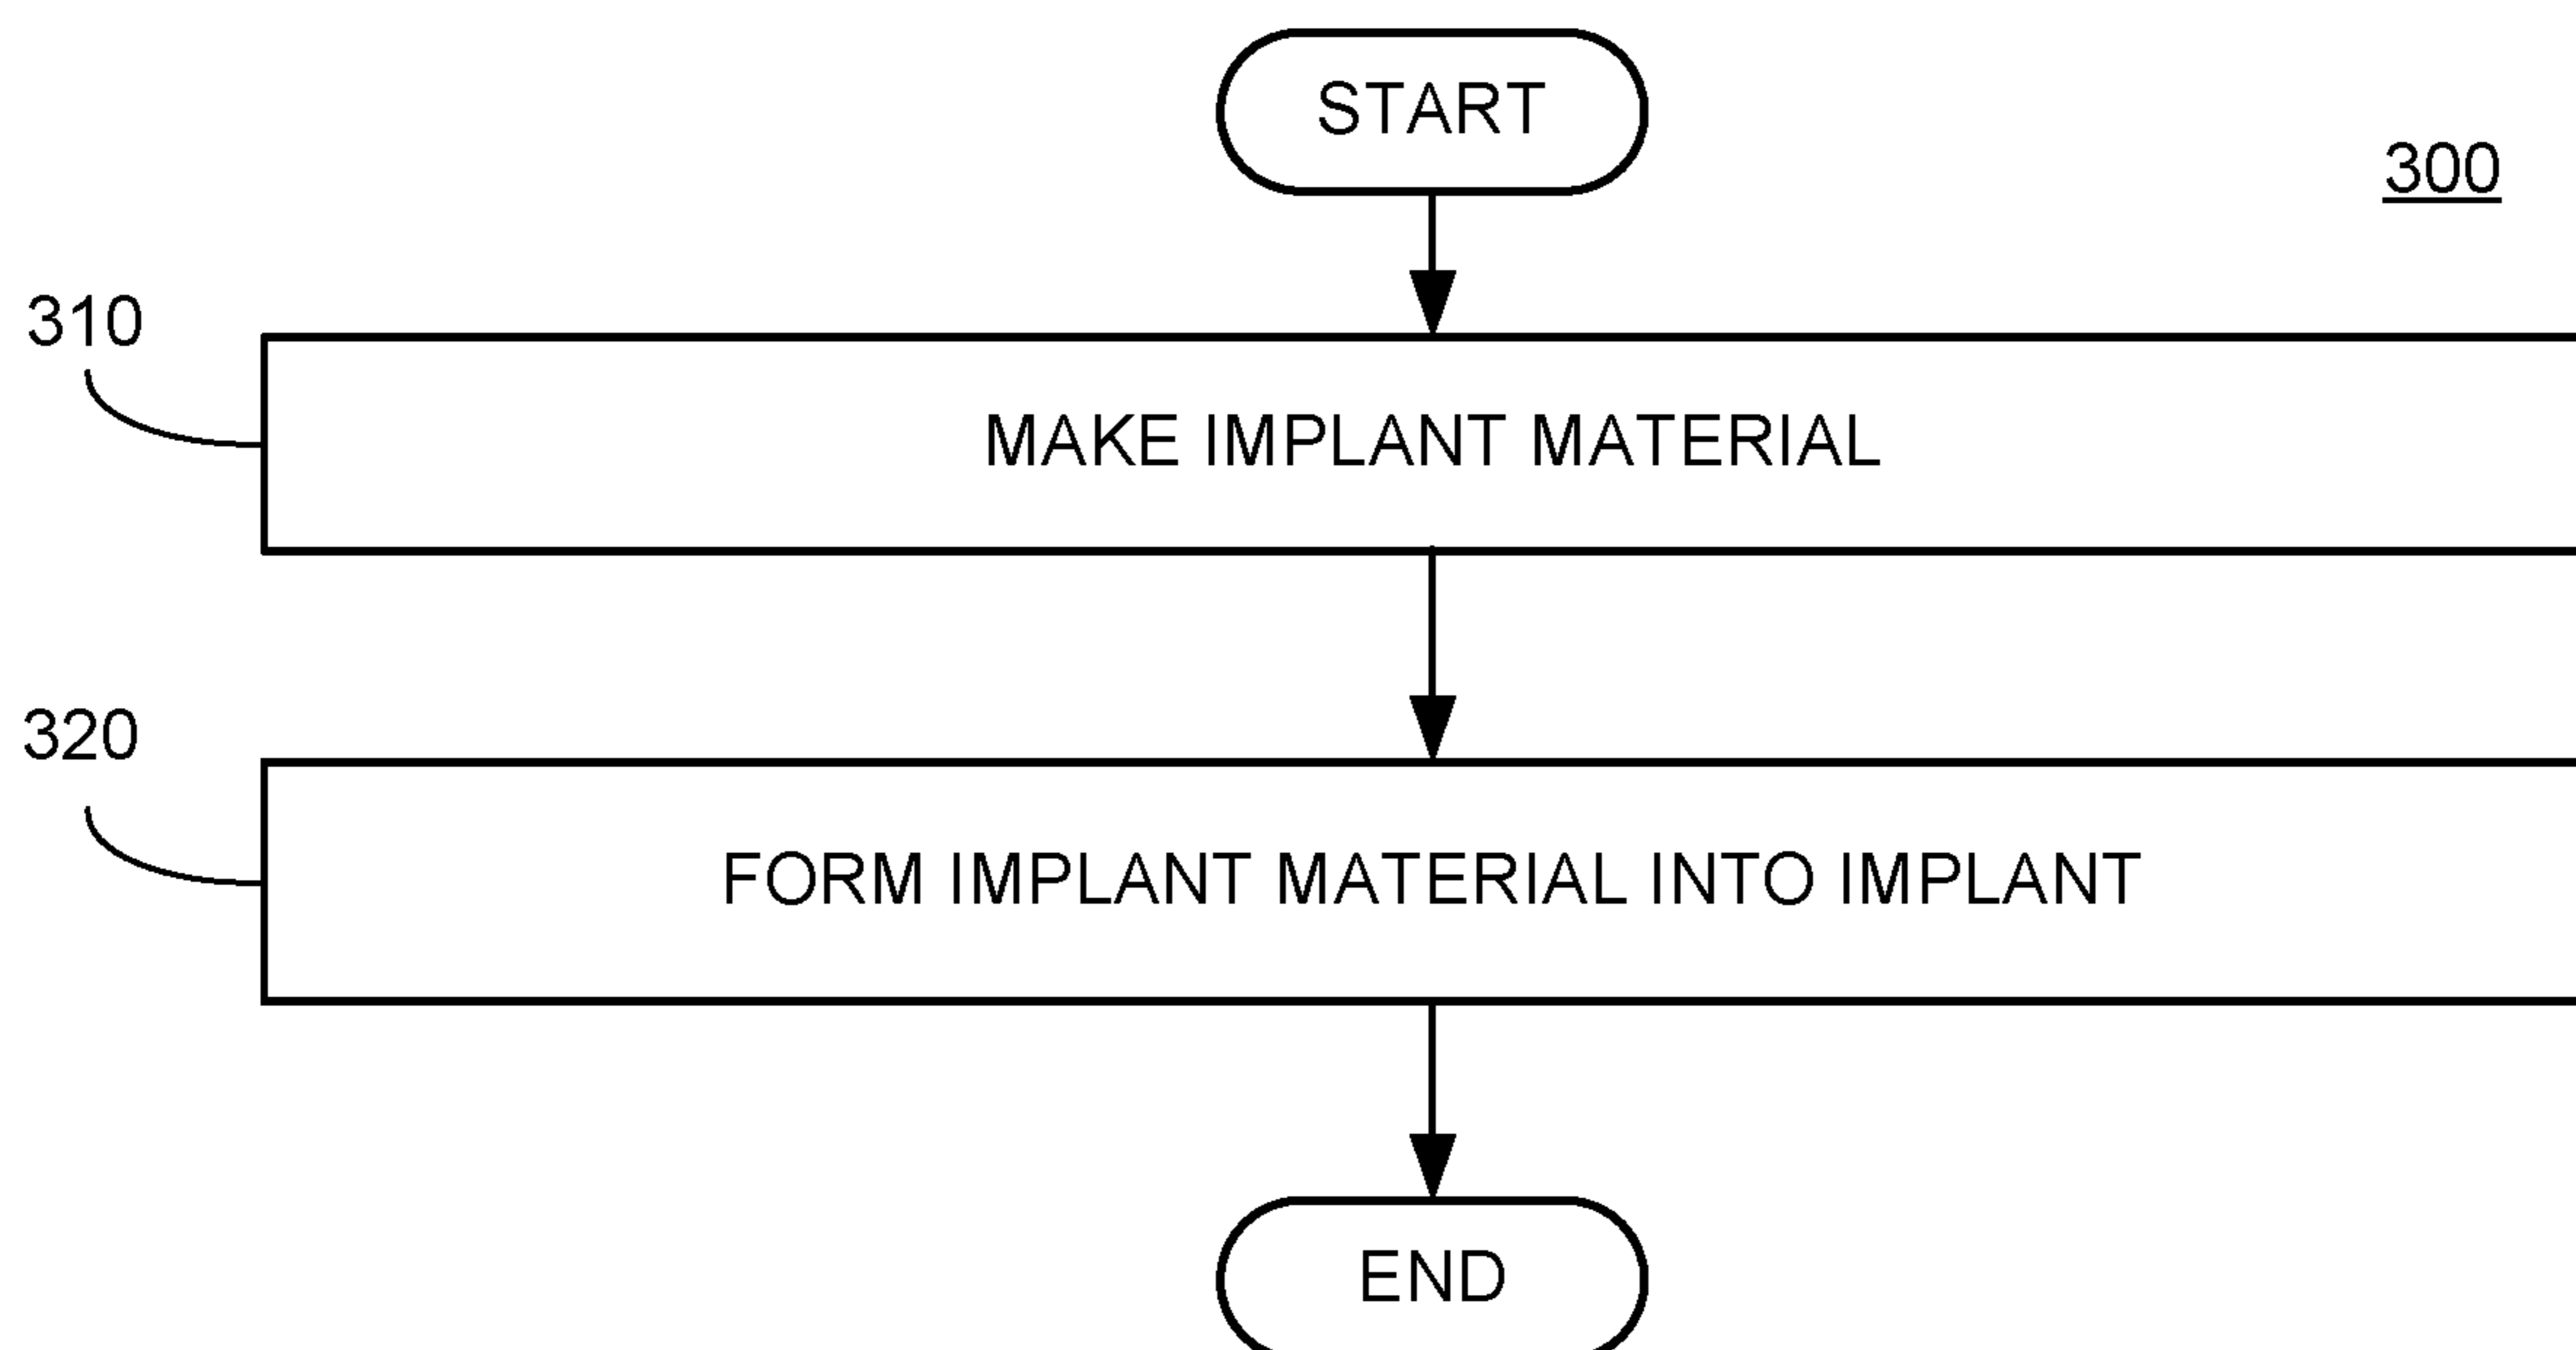 START
300
310
MAKE IMPLANT MATERIAL
320
FORM IMPLANT MATERIAL INTO IMPLANT
END